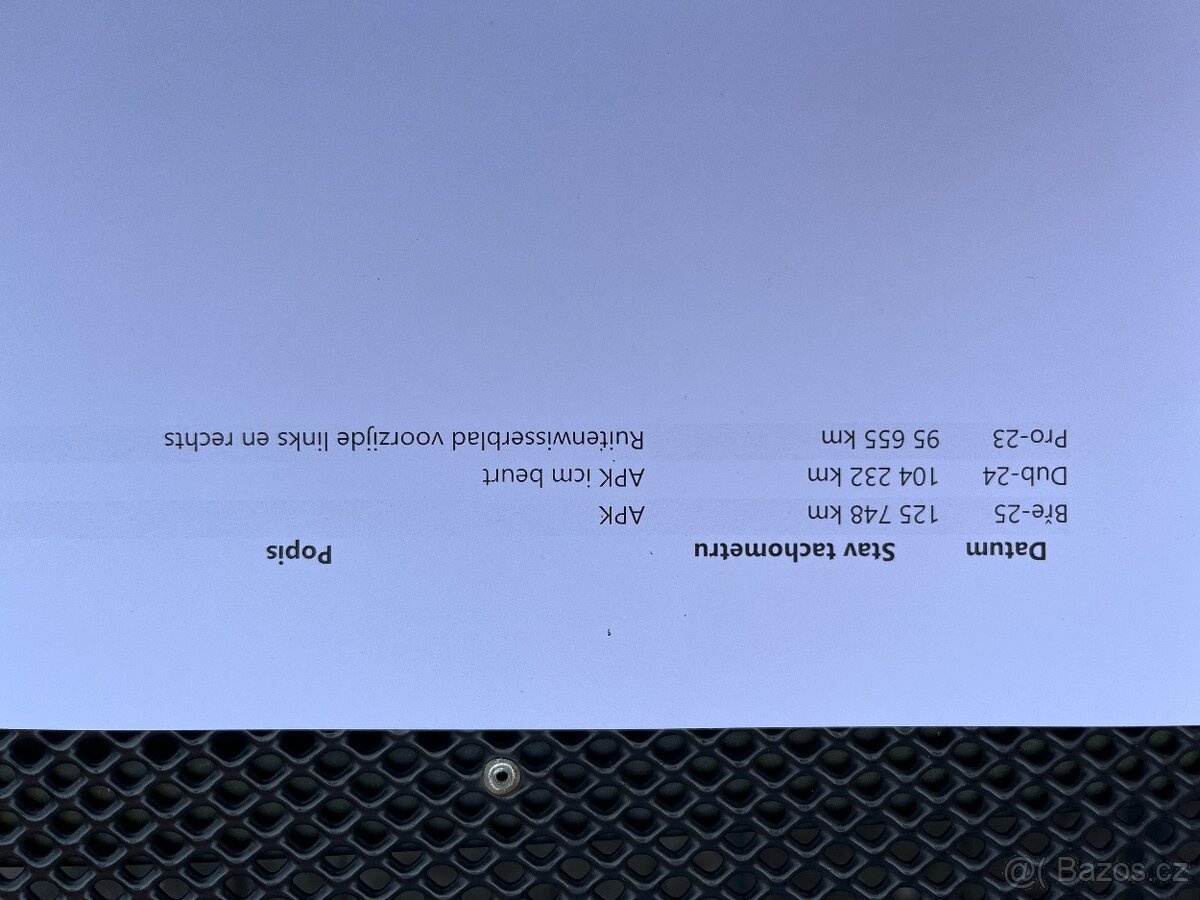 Datum Stav tachometru Popis
Bře-25 125 748 km APK
Dub-24 104 232 km APK icm beurt
Pro-23 95 655 km Ruitenwisserblad voorzijde links en rechts
@( Bazos.cz